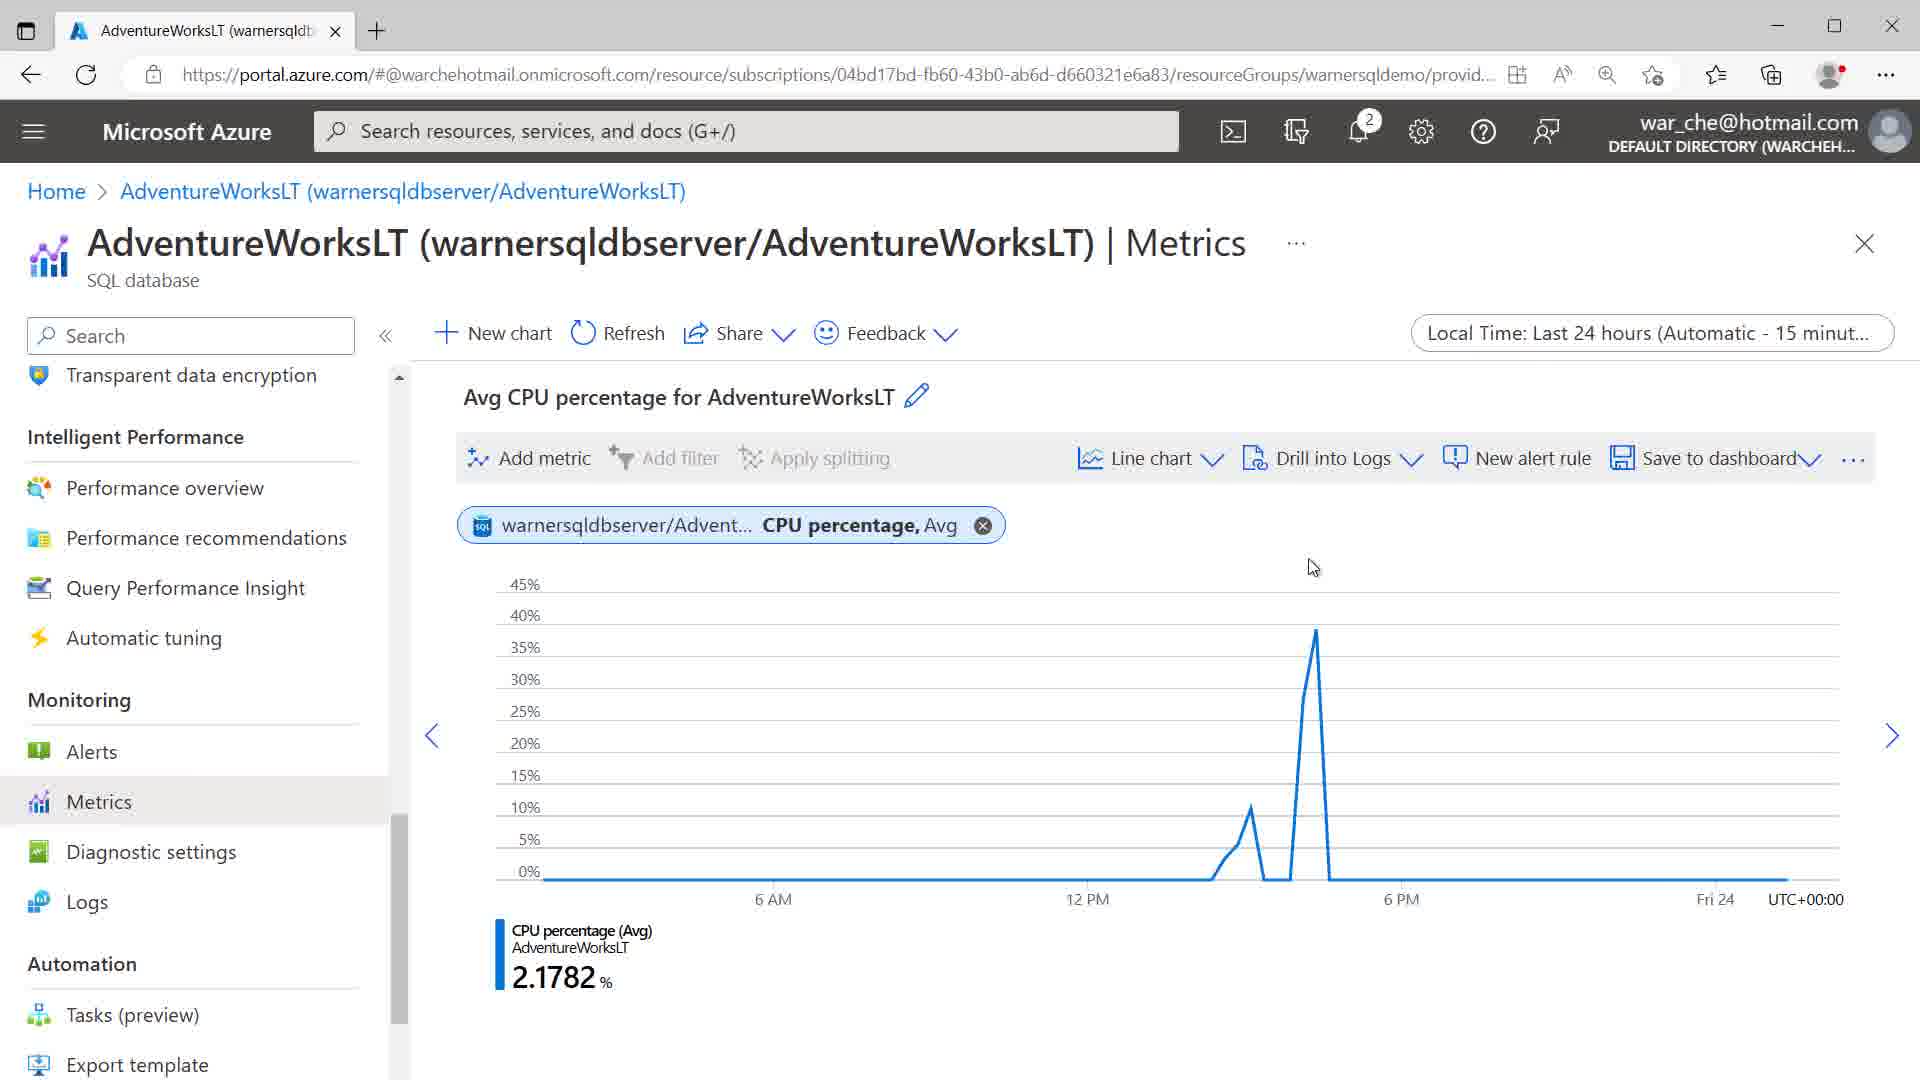 AdventureWorksLT (warnersqldb
https://portal.azure.com/#@warchehotmail.onmicrosoft.com/resource/subscriptions/04bd17bd-fb60-43b0-ab6d-d660321e6a83/resourceGroups/warnersqldemo/provid...
Microsoft Azure
Search resources, services, and docs (G+/)
2
war_che@hotmail.com
DEFAULT DIRECTORY (WARCHEH...
Home > AdventureWorksLT (warnersqldbserver/AdventureWorksLT)
AdventureWorksLT (warnersqldbserver/AdventureWorksLT) | Metrics ...
SQL database
Search
Transparent data encryption
Intelligent Performance
Performance overview
Performance recommendations
Query Performance Insight
Automatic tuning
Monitoring
Alerts
Metrics
Diagnostic settings
Logs
Automation
Tasks (preview)
Export template
New chart
Refresh
Share
Feedback
Local Time: Last 24 hours (Automatic - 15 minut...
Avg CPU percentage for AdventureWorksLT
Add metric
Add filter
Apply splitting
Line chart
Drill into Logs
New alert rule
Save to dashboard
...
SQL warnersqldbserver/Advent... CPU percentage, Avg
45%
40%
35%
30%
25%
20%
15%
10%
5%
0%
6 AM
12 PM
6 PM
Fri 24
UTC+00:00
CPU percentage (Avg)
AdventureWorksLT
2.1782 %